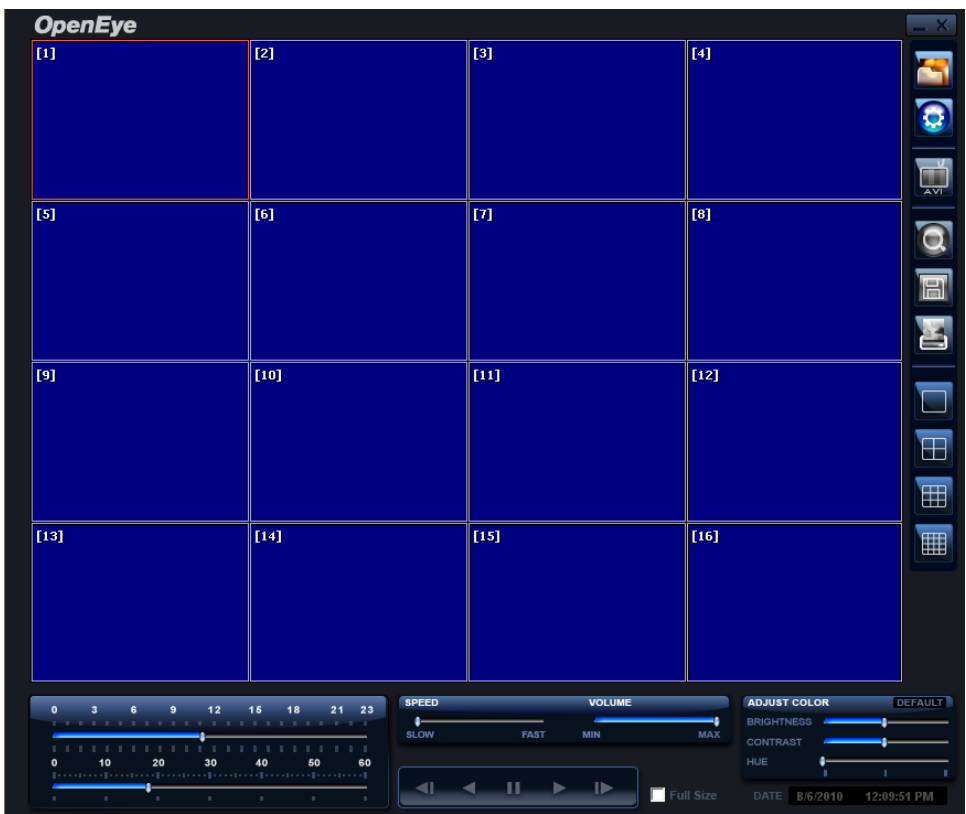 OpenEye
[1] [2] [3] [4]
AVI
[5] [6] [7] [8]
[9] [10] [11] [12]
[13] [14] [15] [16]
0 3 6 9 12 15 18 21 23
0 10 20 30 40 50 60
SPEED VOLUME
SLOW FAST MIN MAX
Full Size
ADJUST COLOR DEFAULT
BRIGHTNESS
CONTRAST
HUE
DATE 8/6/2010 12:09:51 PM